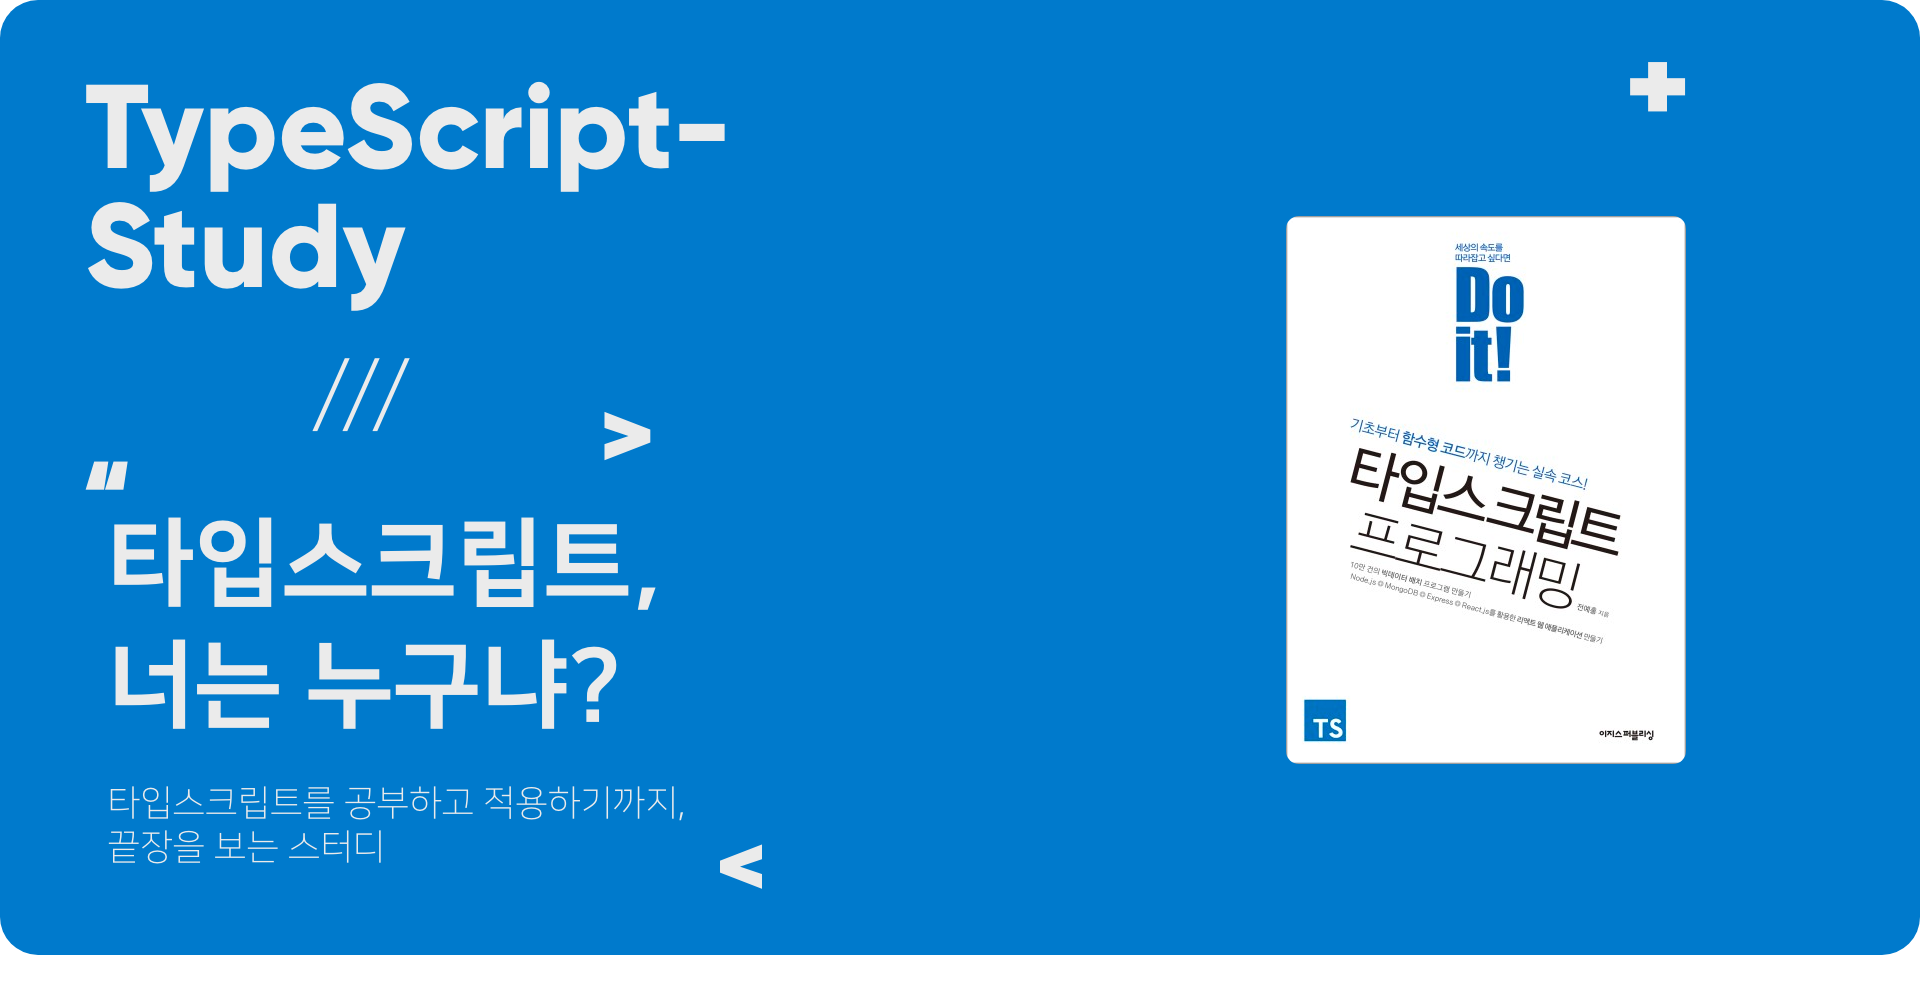 TypeScript-
Study
///
>
“
타입스크립트,
너는 누구냐?
타입스크립트를 공부하고 적용하기까지,
끝장을 보는 스터디
<
+
세상의 속도를
따라잡고 싶다면
Do
it!
기초부터 함수형 코드까지 챙기는 실속 코스!
타입스크립트
프로그래밍
10만 건의 빅데이터 배치 프로그램 만들기
Node.js ◎ MongoDB ◎ Express ◎ React.js를 활용한 리액트 웹 애플리케이션 만들기
전예홍 지음
TS
이지스 퍼블리싱